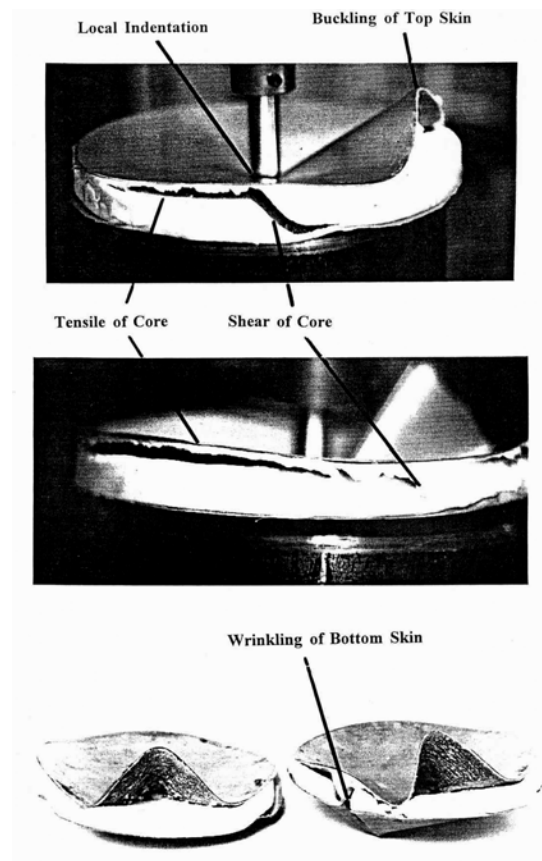 Buckling of Top Skin
Local Indentation
Tensile of Core
Shear of Core
Wrinkling of Bottom Skin